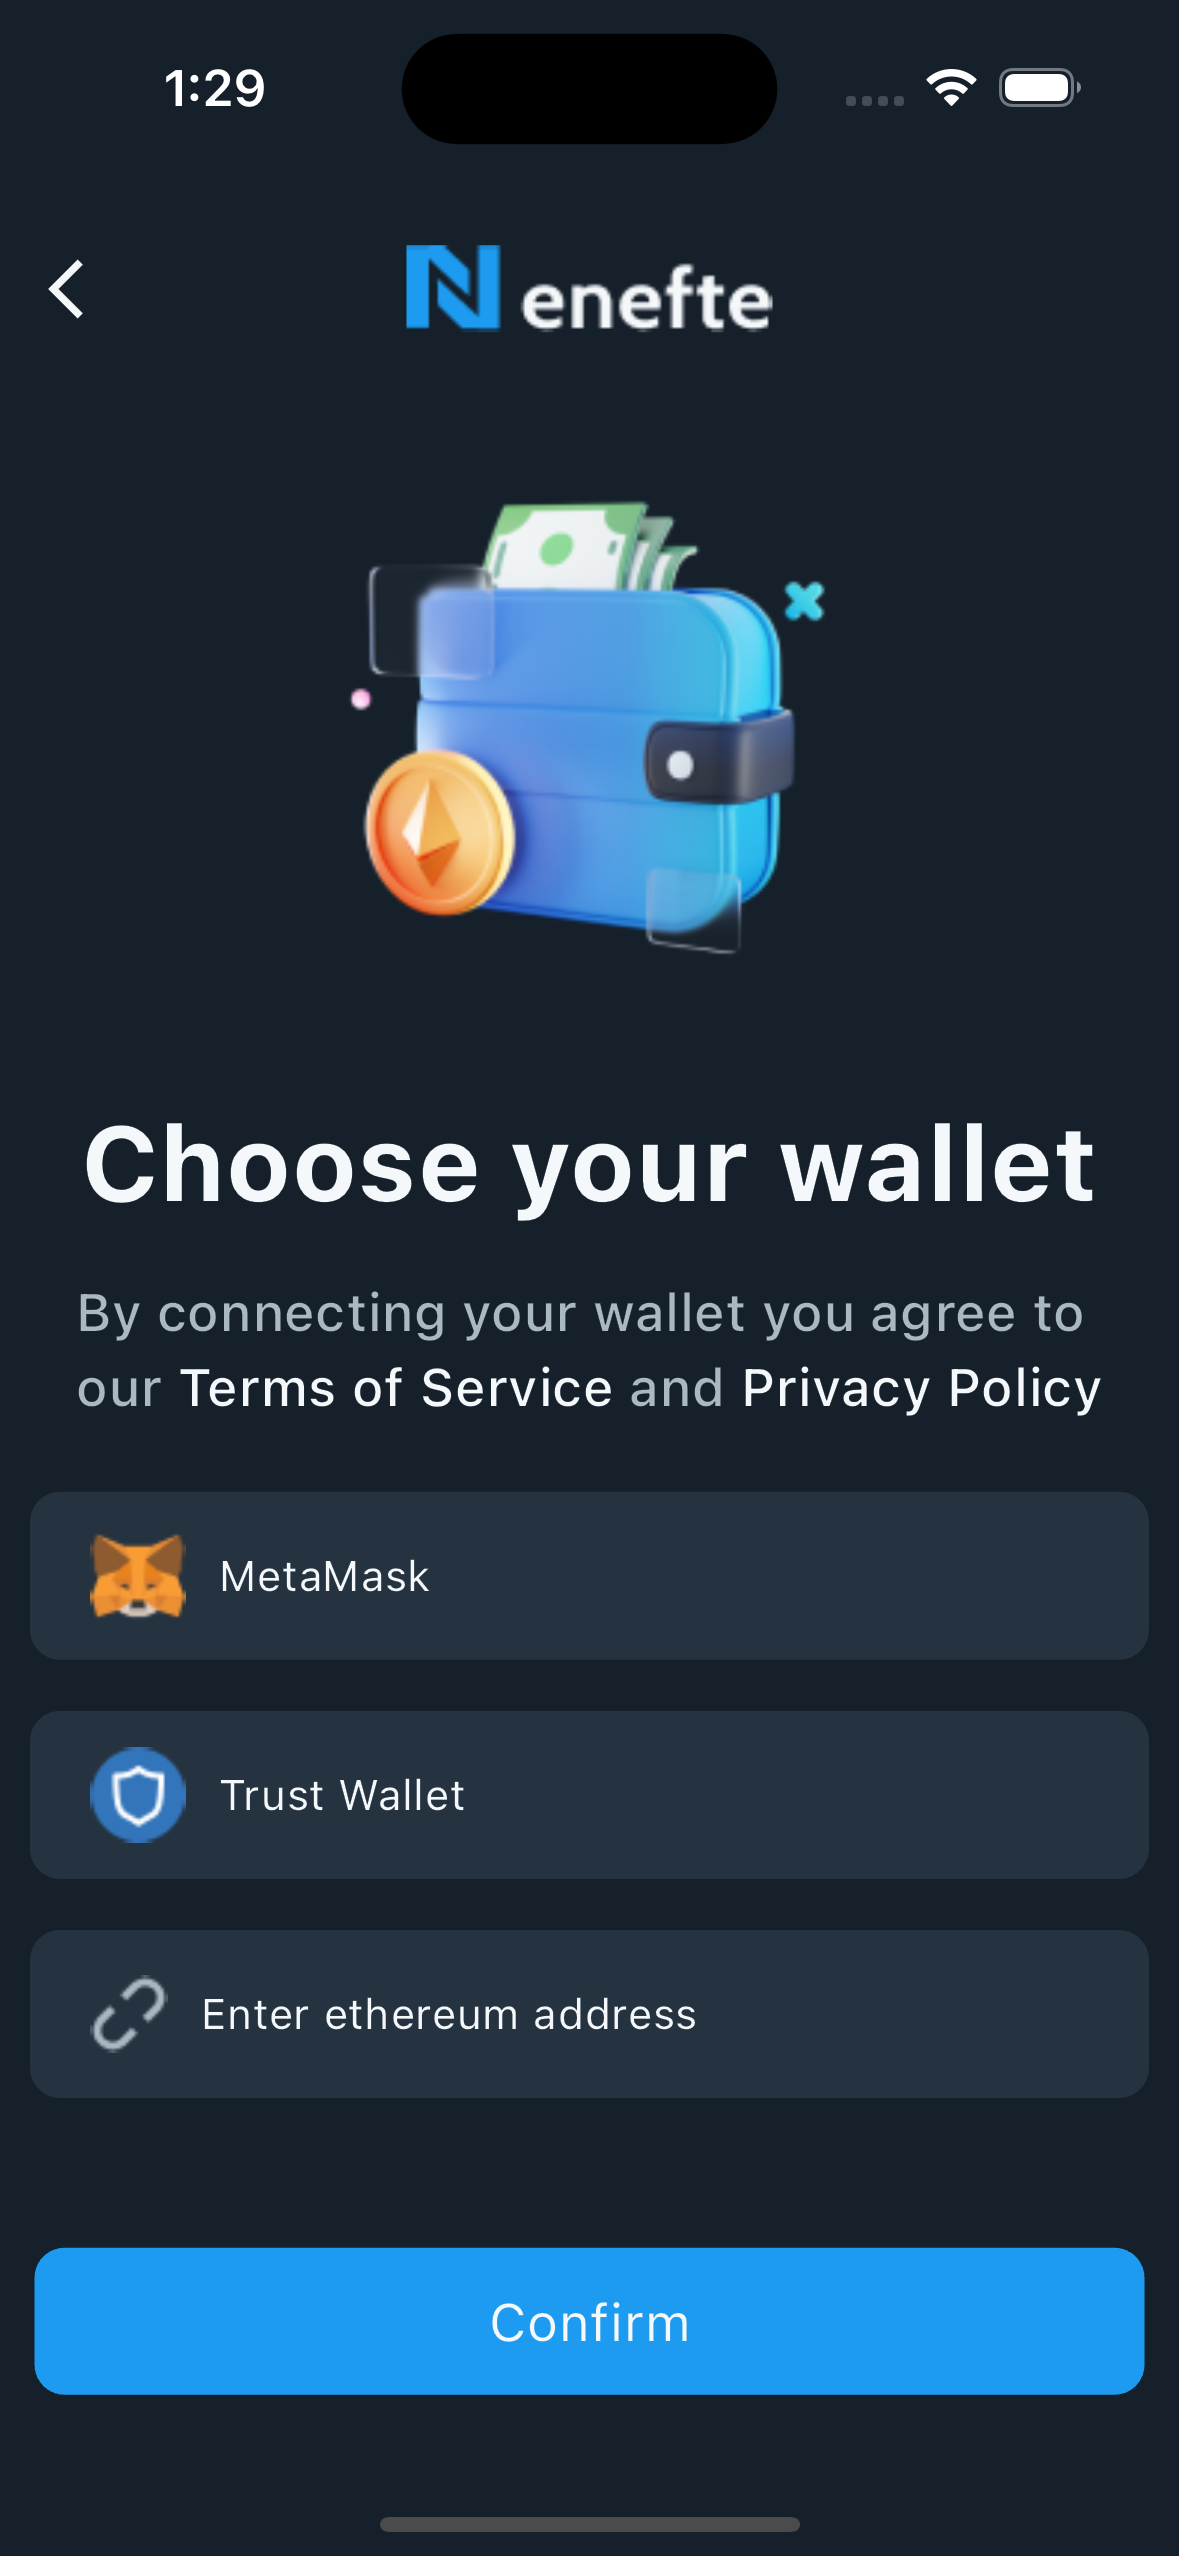 1:29
N enefte
Choose your wallet
By connecting your wallet you agree to
our Terms of Service and Privacy Policy
MetaMask
Trust Wallet
Enter ethereum address
Confirm